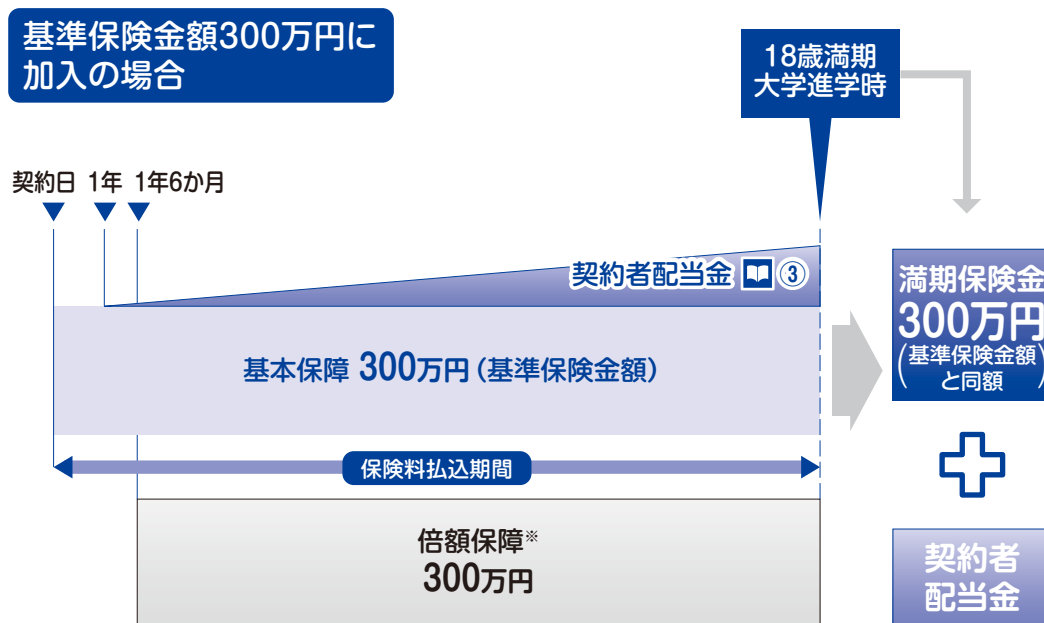 基準保険金額300万円に
加入の場合
18歳満期
大学進学時
契約日 1年 1年6か月
契約者配当金 ③
基本保障 300万円(基準保険金額)
保険料払込期間
倍額保障※
300万円
満期保険金
300万円
(基準保険金額
と同額)
契約者
配当金